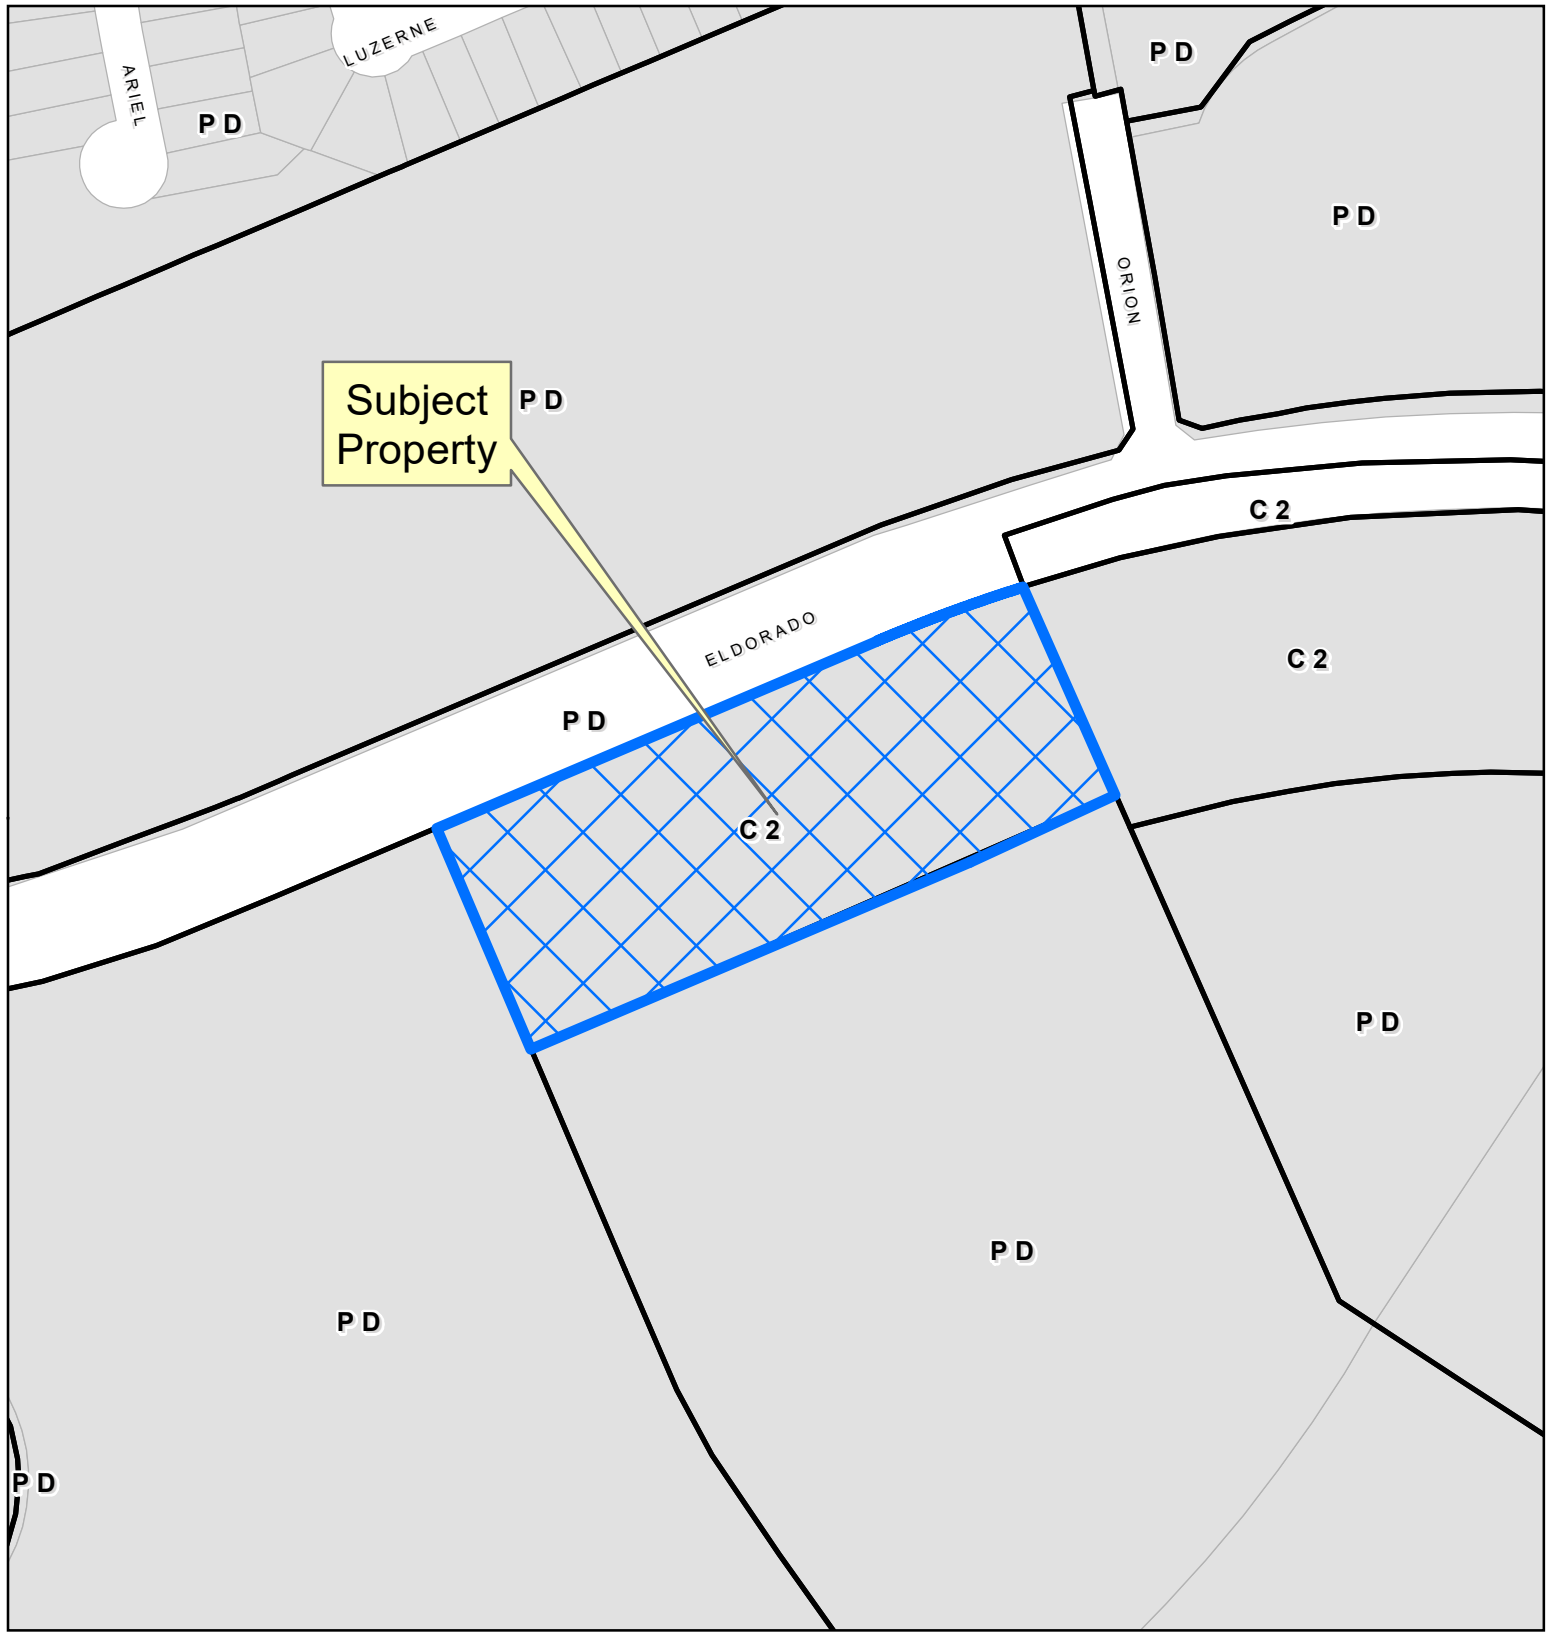 LUZERNE
ARIEL
PD
PD
PD
ORION
Subject
Property
PD
C2
ELDORADO
C2
PD
C2
PD
PD
PD
PD